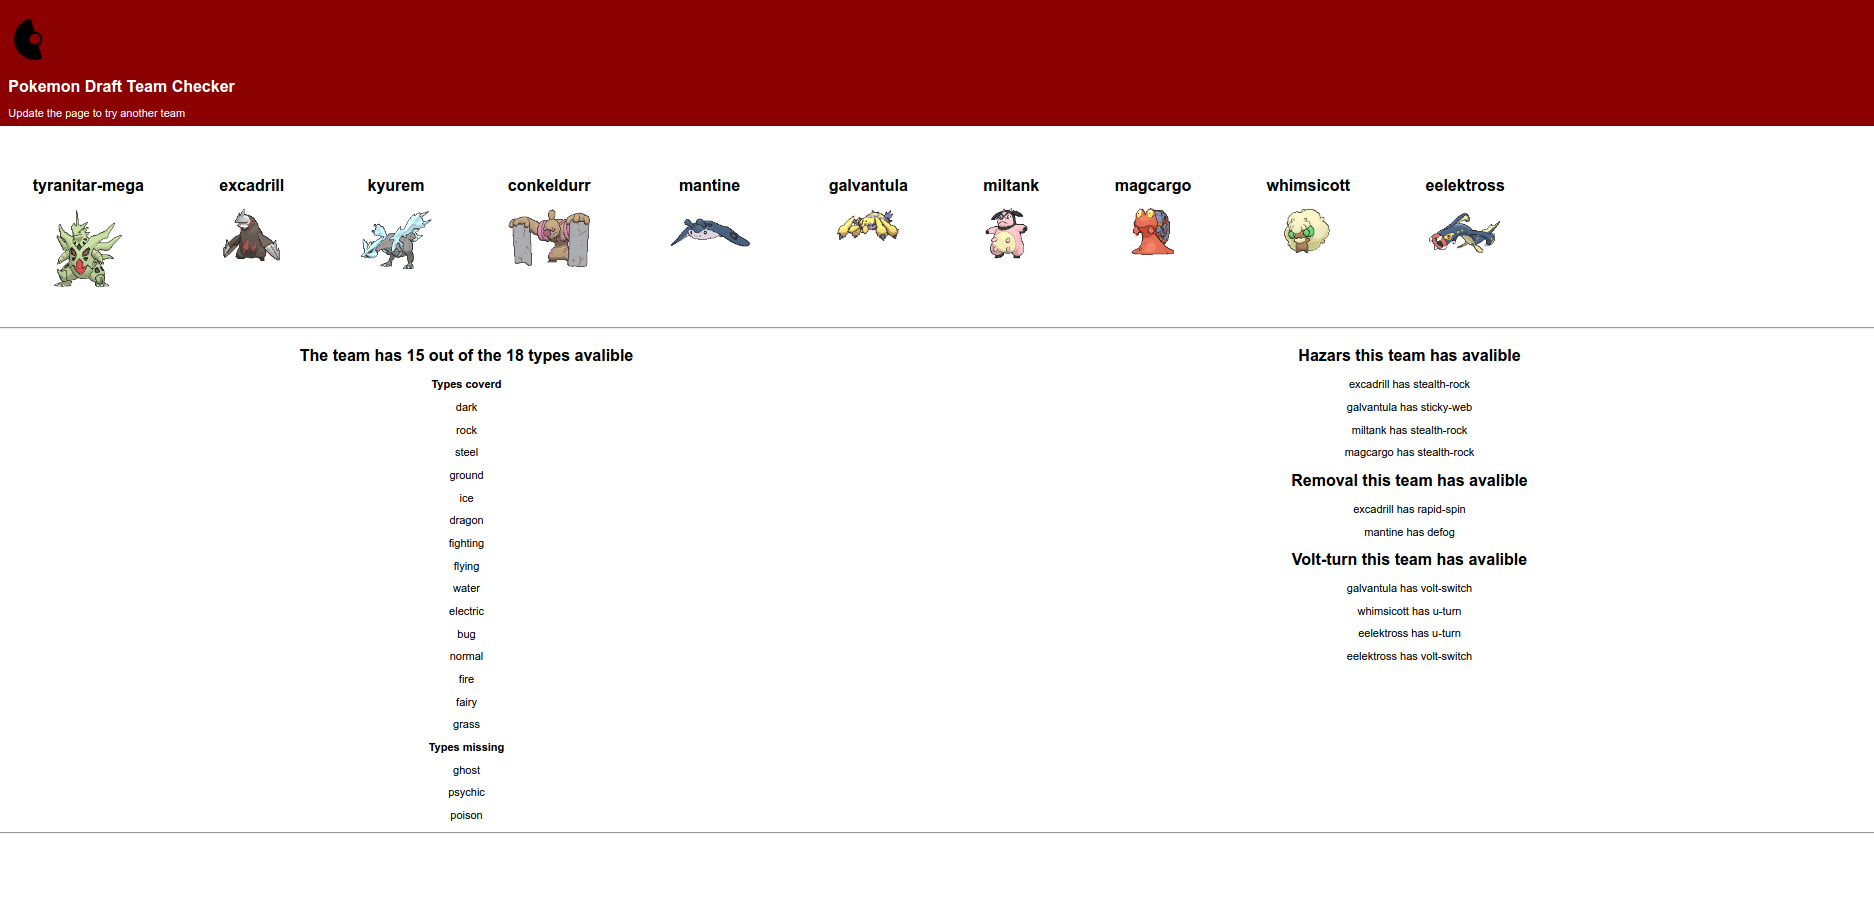 Pokemon Draft Team Checker
Update the page to try another team
tyranitar-mega
excadrill
kyurem
conkeldurr
mantine
galvantula
miltank
magcargo
whimsicott
eelektross
The team has 15 out of the 18 types avalible
Types coverd
dark
rock
steel
ground
ice
dragon
fighting
flying
water
electric
bug
normal
fire
fairy
grass
Types missing
ghost
psychic
poison
Hazars this team has avalible
excadrill has stealth-rock
galvantula has sticky-web
miltank has stealth-rock
magcargo has stealth-rock
Removal this team has avalible
excadrill has rapid-spin
mantine has defog
Volt-turn this team has avalible
galvantula has volt-switch
whimsicott has u-turn
eelektross has u-turn
eelektross has volt-switch